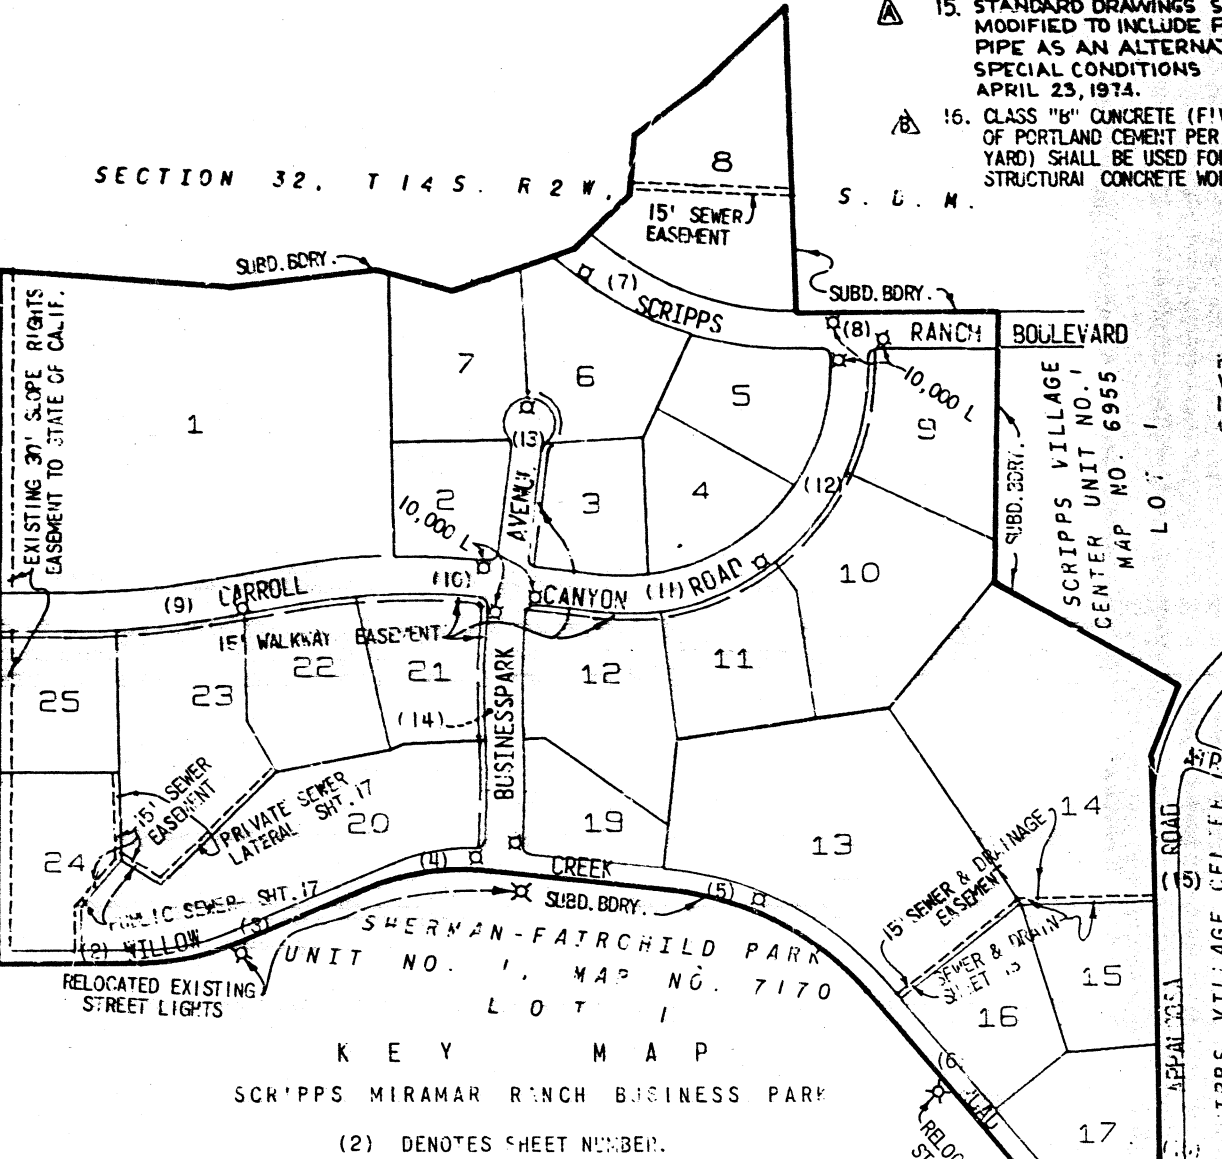 15. STANDARD DRAWINGS
MODIFIED TO INCLUDE
PIPE AS AN
SPECIAL CONDITIONS
APRIL 23, 1974.
16. CLASS "B" CONCRETE
OF PORTLAND CEMENT PER
YARD) SHALL BE USED FOR
STRUCTURAL CONCRETE
A
B
SECTION 32, T 14 S. R 2 W,
S. B. M.
8
15' SEWER
EASEMENT
SUBD. BDRY.
SUBD. BDRY.
(7)
SCRIPPS
(8)
RANCH
BOULEVARD
10,000 L
EXISTING 30' SLOPE RIGHTS
EASEMENT TO STATE OF CALIF.
1
7
6
5
9
(13)
2
3
4
(12)
10,000 L
SUBD. BDRY.
SCRIPPS VILLAGE
CENTER UNIT NO. 1
MAP NO. 6955
LOT 1
(9)
CARROLL
(10)
CANYON
(11)
ROAD
10
15' WALKWAY EASEMENT
25
23
22
21
12
11
(14)
BUSINESSPARK
15' SEWER
EASEMENT
PRIVATE SEWER
LATERAL SHT. 17
20
19
13
14
24
PUBLIC SEWER SHT. 17
(4)
CREEK
(5)
(2)
WILLOW
(3)
SUBD. BDRY.
15' SEWER & DRAINAGE
EASEMENT
SEWER & DRAIN
15
16
17
(6
ROAD
(15)
APPALOOSA
RELOCATED EXISTING
STREET LIGHTS
SHERMAN-FAIRCHILD PARK
UNIT NO. 1, MAP NO. 7170
LOT 1
KEY MAP
SCRIPPS MIRAMAR RANCH BUSINESS PARK
(2) DENOTES SHEET NUMBER.